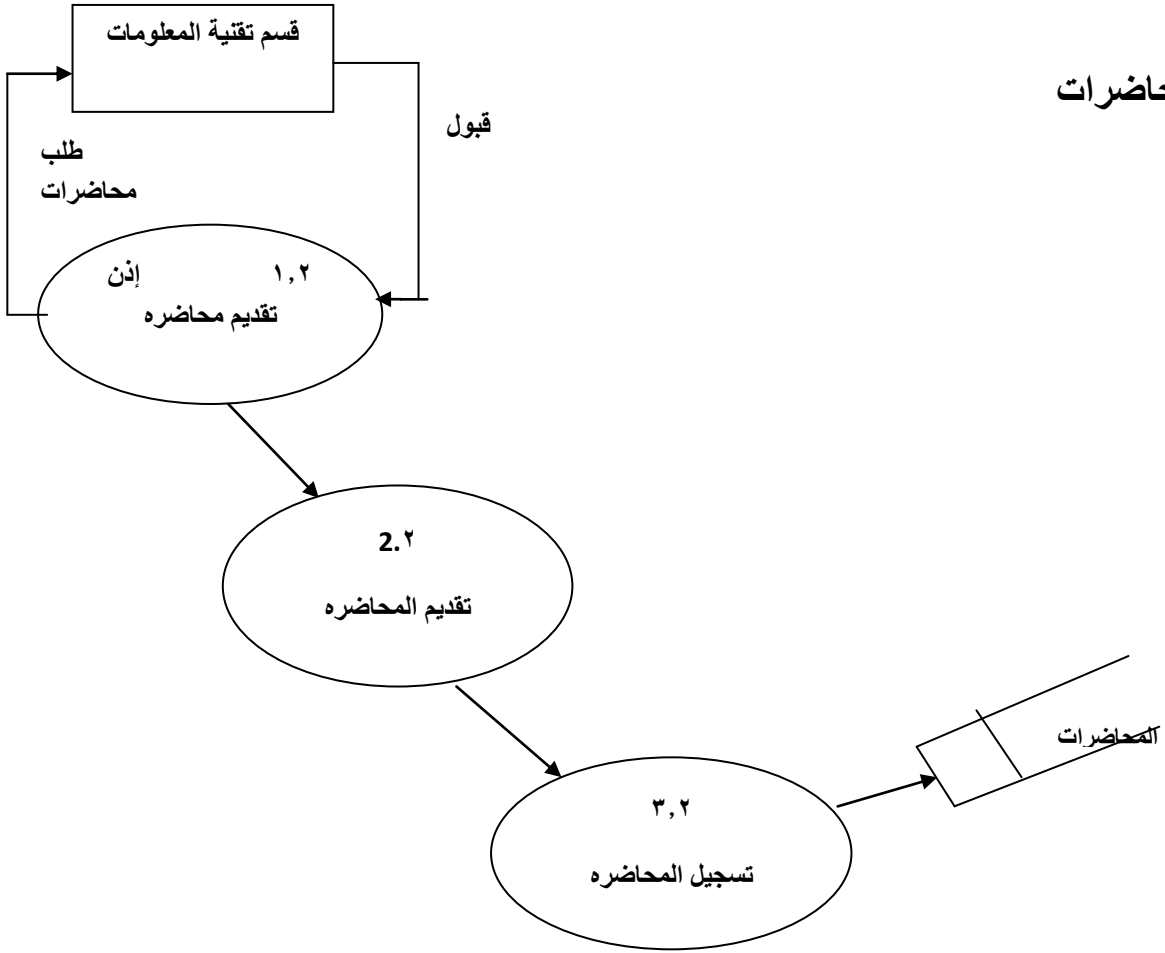 قسم تقنية المعلومات
قبول
طلب
محاضرات
١,٢ إذن
تقديم محاضره
2.٢
تقديم المحاضره
المحاضرات
٣,٢
تسجيل المحاضره